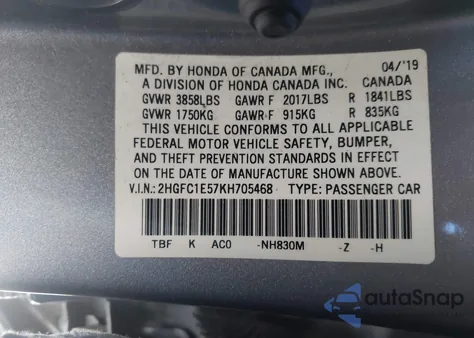 MFD. BY HONDA OF CANADA MFG., 04/'19
A DIVISION OF HONDA CANADA INC. CANADA
GVWR 3858LBS GAWR F 2017LBS R 1841LBS
GVWR 1750KG GAWR F 915KG R 835KG
THIS VEHICLE CONFORMS TO ALL APPLICABLE
FEDERAL MOTOR VEHICLE SAFETY, BUMPER,
AND THEFT PREVENTION STANDARDS IN EFFECT
ON THE DATE OF MANUFACTURE SHOWN ABOVE.
V.I.N.: 2HGFC1E57KH705468 TYPE: PASSENGER CAR
TBF K AC0 -NH830M -Z -H
autoSnap